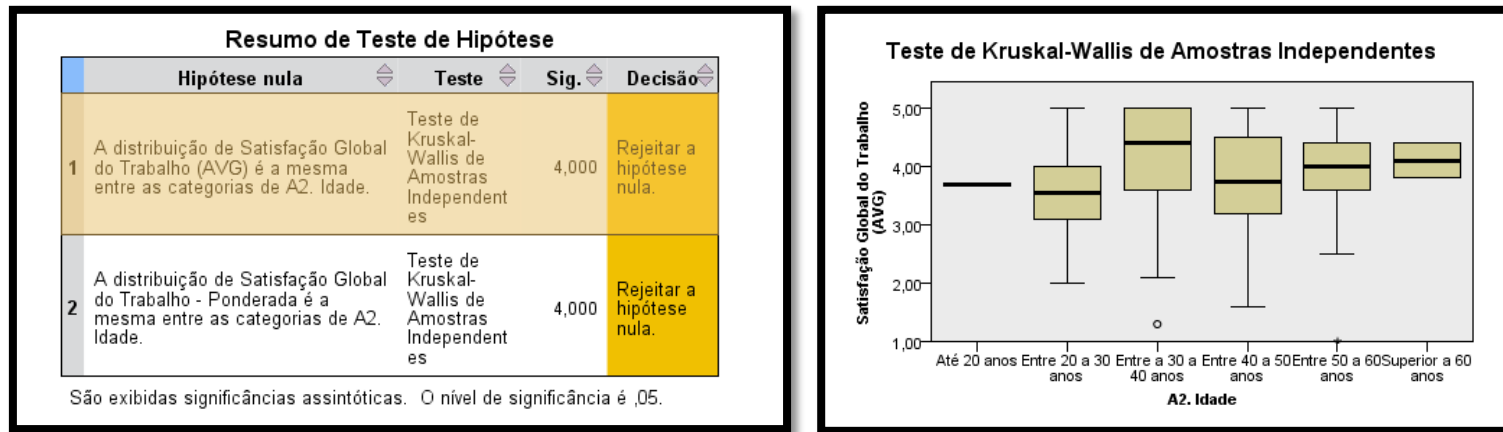 Resumo de Teste de Hipótese
Hipótese nula Teste Sig. Decisão
1 A distribuição de Satisfação Global do Trabalho (AVG) é a mesma entre as categorias de A2. Idade. Teste de Kruskal-Wallis de Amostras Independent es 4,000 Rejeitar a hipótese nula.
2 A distribuição de Satisfação Global do Trabalho - Ponderada é a mesma entre as categorias de A2. Idade. Teste de Kruskal-Wallis de Amostras Independent es 4,000 Rejeitar a hipótese nula.
São exibidas significâncias assintóticas. O nível de significância é ,05.
Teste de Kruskal-Wallis de Amostras Independentes
Satisfação Global do Trabalho
(AVG)
5,00
4,00
3,00
2,00
1,00
Até 20 anos Entre 20 a 30 anos Entre a 30 a 40 anos Entre 40 a 50 anos Entre 50 a 60 anos Superior a 60 anos
A2. Idade